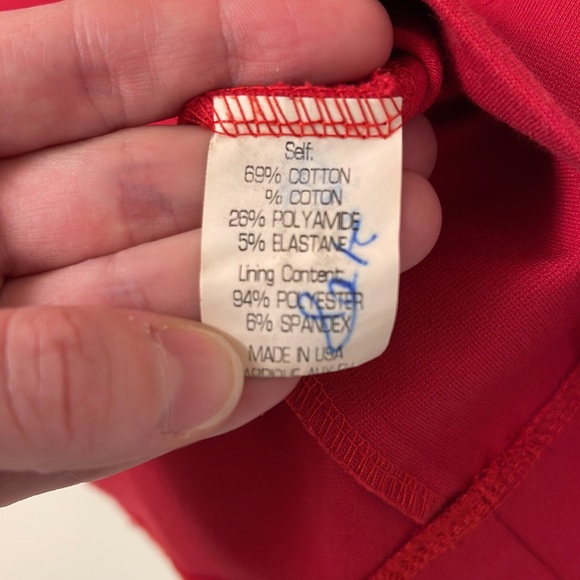 Self:
69% COTTON
% COTON
26% POLYAMIDE
5% ELASTANE
Lining Content:
94% POLYESTER
6% SPANDEX
MADE IN USA